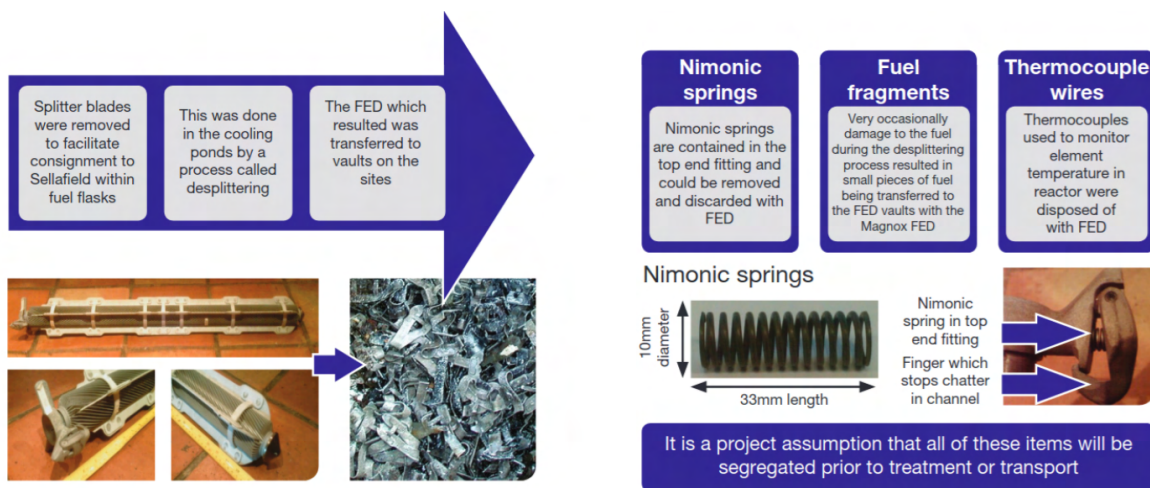 Splitter blades
were removed
to facilitate
consignment to
Sellafield within
fuel flasks
This was done
in the cooling
ponds by a
process called
desplittering
The FED which
resulted was
transferred to
vaults on the
sites
Nimonic
springs
Nimonic springs
are contained in the
top end fitting and
could be removed
and discarded with
FED
Fuel
fragments
Very occasionally
damage to the fuel
during the desplittering
process resulted in
small pieces of fuel
being transferred to
the FED vaults with the
Magnox FED
Thermocouple
wires
Thermocouples
used to monitor
element
temperature in
reactor were
disposed of
with FED
Nimonic springs
10mm
diameter
33mm length
Nimonic
spring in top
end fitting
Finger which
stops chatter
in channel
It is a project assumption that all of these items will be
segregated prior to treatment or transport